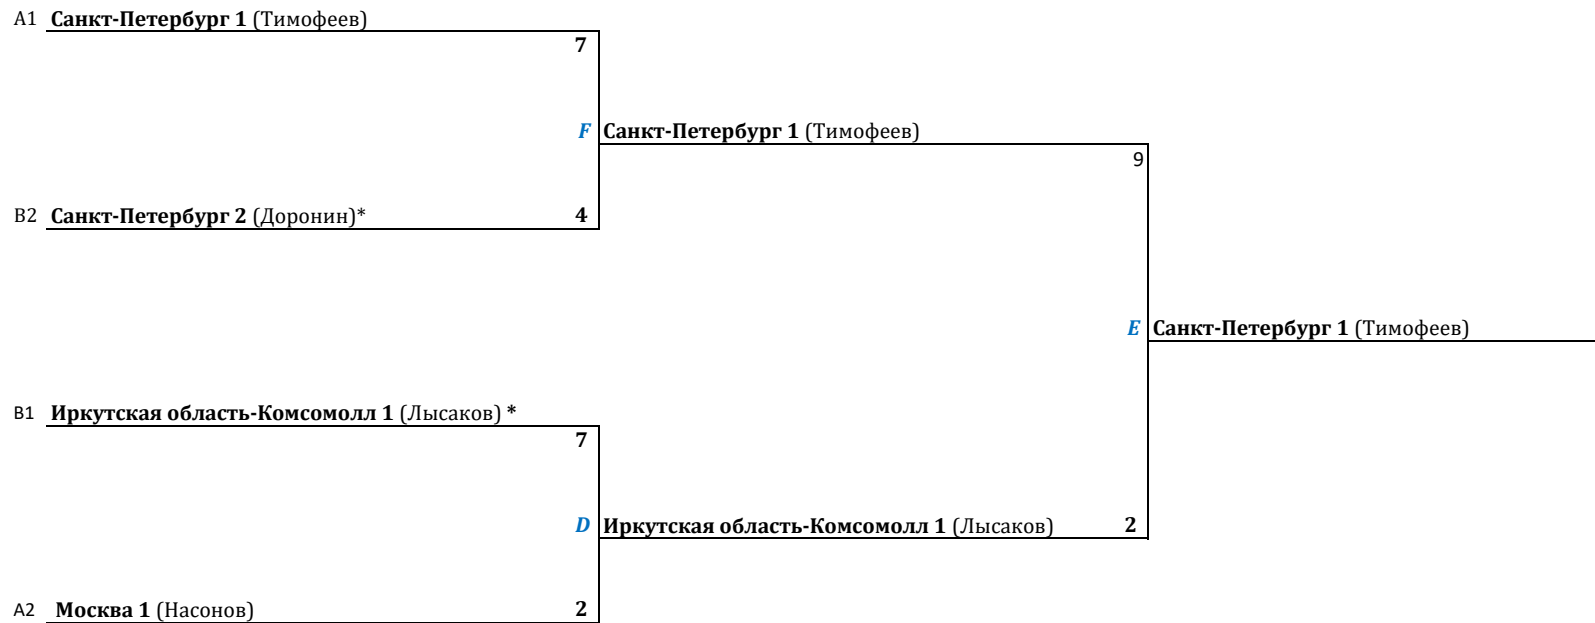 A1 Санкт-Петербург 1 (Тимофеев)
7
F Санкт-Петербург 1 (Тимофеев)
9
B2 Санкт-Петербург 2 (Доронин)* 4
E Санкт-Петербург 1 (Тимофеев)
B1 Иркутская область-Комсомолл 1 (Лысаков) *
7
D Иркутская область-Комсомолл 1 (Лысаков) 2
A2 Москва 1 (Насонов) 2